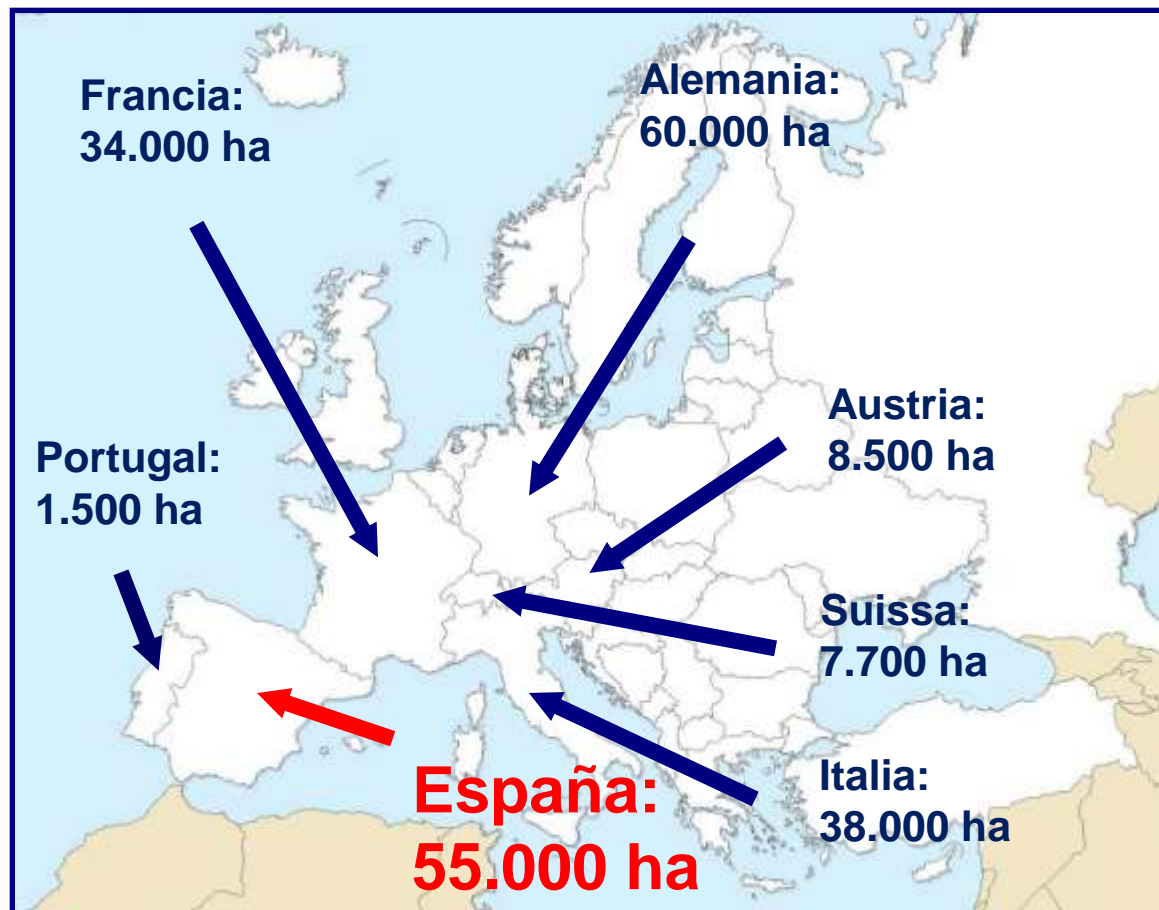 Francia:
34.000 ha
Alemania:
60.000 ha
Austria:
8.500 ha
Portugal:
1.500 ha
Suissa:
7.700 ha
Italia:
38.000 ha
España:
55.000 ha